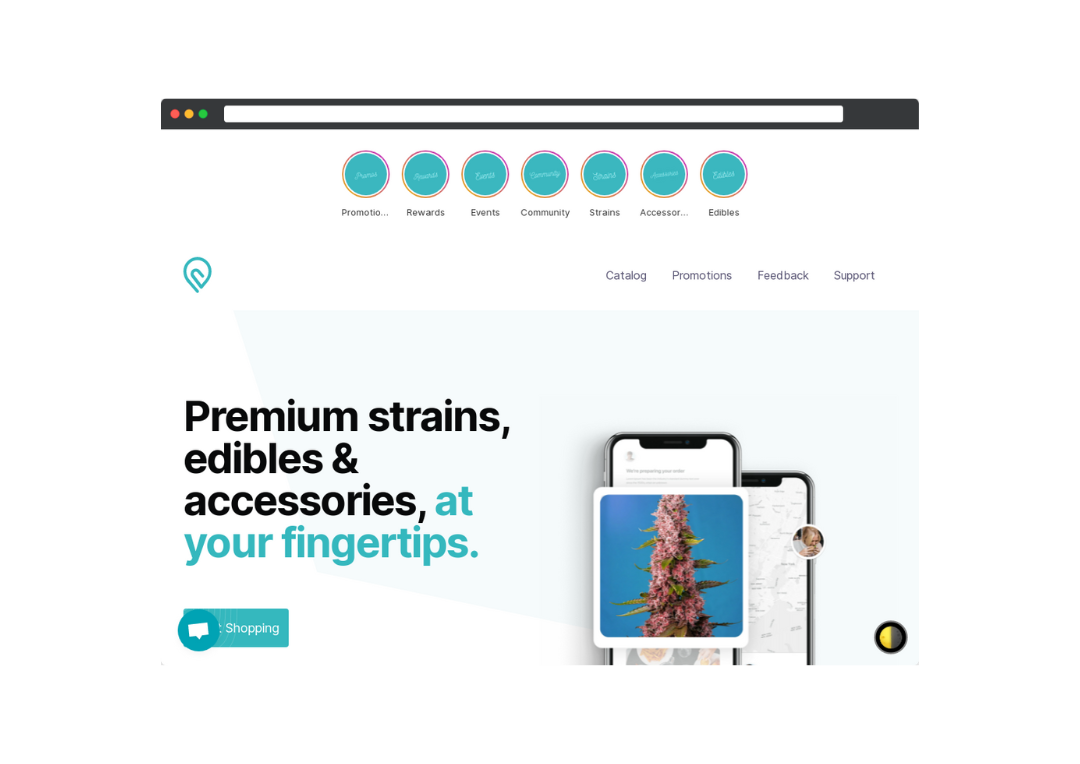 Promos Rewards Events Community Strains Accessories Edibles
Promotio... Rewards Events Community Strains Accessor... Edibles
Catalog Promotions Feedback Support
Premium strains,
edibles &
accessories, at
your fingertips.
We're preparing your order
Shopping